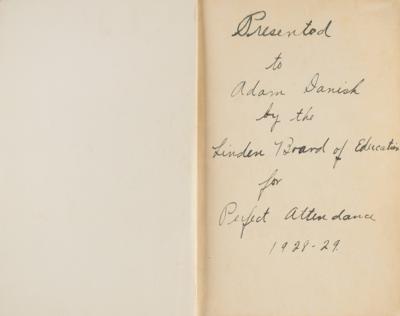 Presented
to
Adam Danish
by the
Linden Board of Education
for
Perfect Attendance
1928-29.